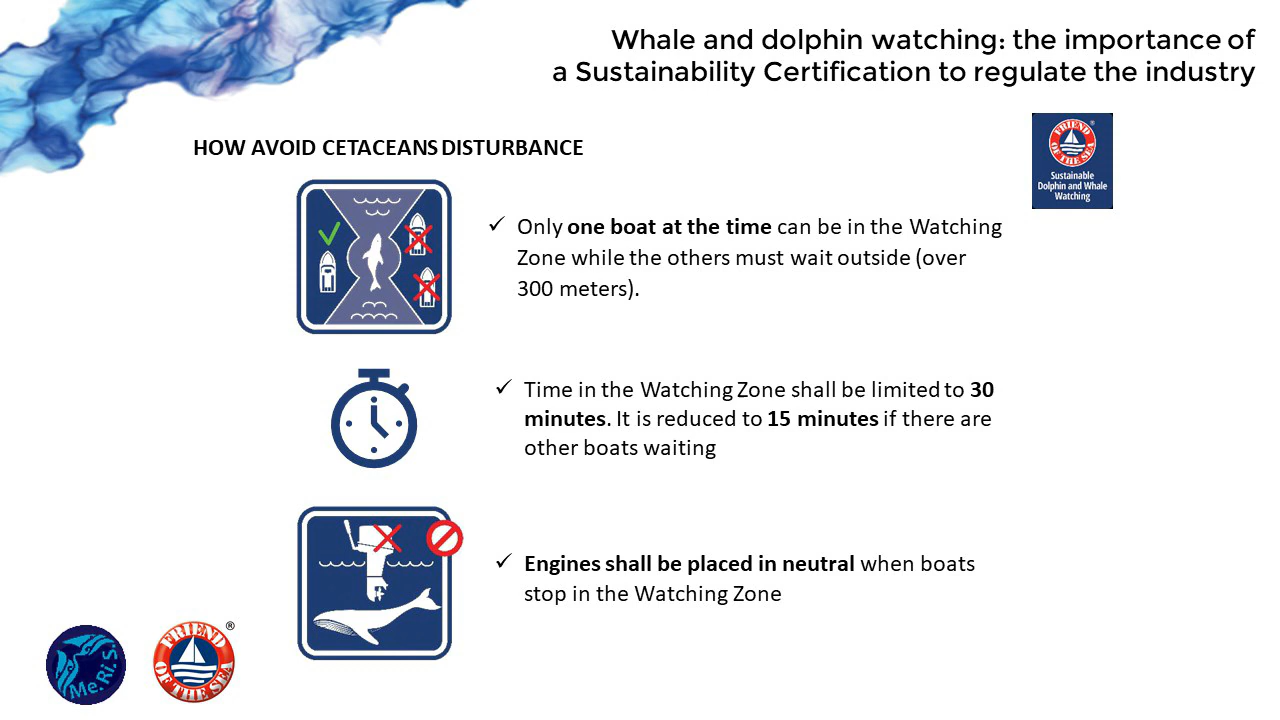 Whale and dolphin watching: the importance of
a Sustainability Certification to regulate the industry
HOW AVOID CETACEANS DISTURBANCE
FRIEND
OF THE SEA
®
Sustainable
Dolphin and Whale
Watching
✓ Only one boat at the time can be in the Watching
Zone while the others must wait outside (over
300 meters).
✓ Time in the Watching Zone shall be limited to 30
minutes. It is reduced to 15 minutes if there are
other boats waiting
✓ Engines shall be placed in neutral when boats
stop in the Watching Zone
Me.Ri.S.
FRIEND
OF THE SEA
®